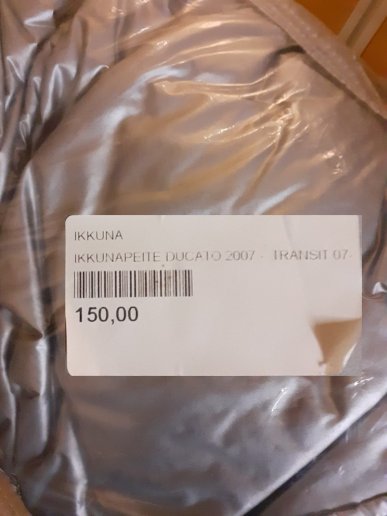 IKKUNA
IKKUNAPEITE DUCATO 2007 - TRANSIT 07-
150,00